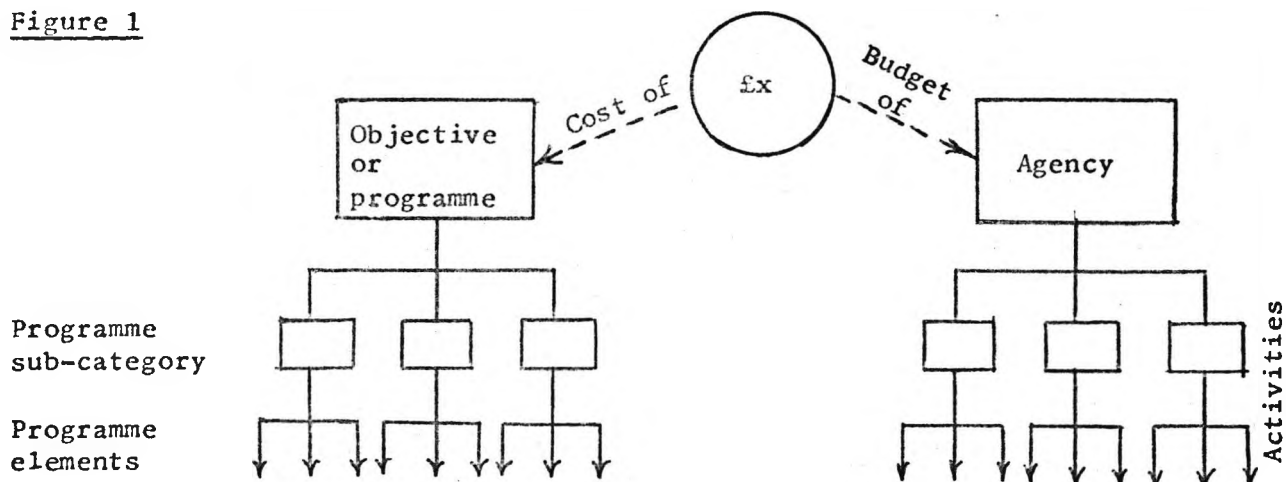 Figure 1
£x
Cost of
Budget
of
Objective
or
programme
Agency
Programme
sub-category
Programme
elements
Activities